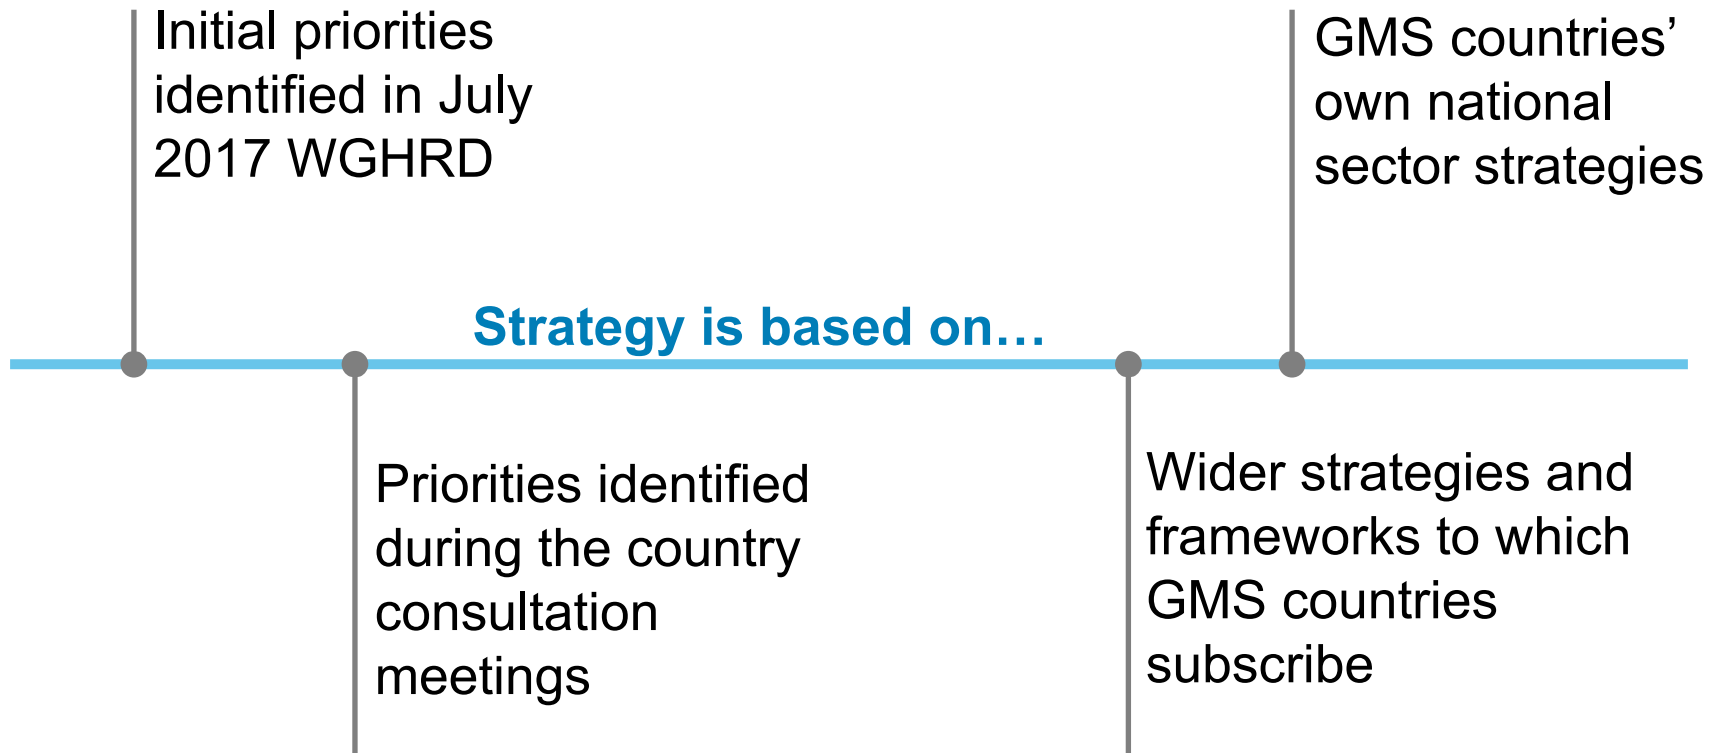 Initial priorities
identified in July
2017 WGHRD
GMS countries’
own national
sector strategies
Strategy is based on…
Priorities identified
during the country
consultation
meetings
Wider strategies and
frameworks to which
GMS countries
subscribe